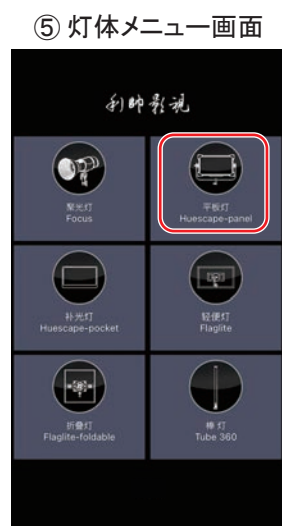 ⑤ 灯体メニュー画面
利帅影视
聚光灯
Focus
平板灯
Huescape-panel
补光灯
Huescape-pocket
轻便灯
Flaglite
折叠灯
Flaglite-foldable
棒灯
Tube 360